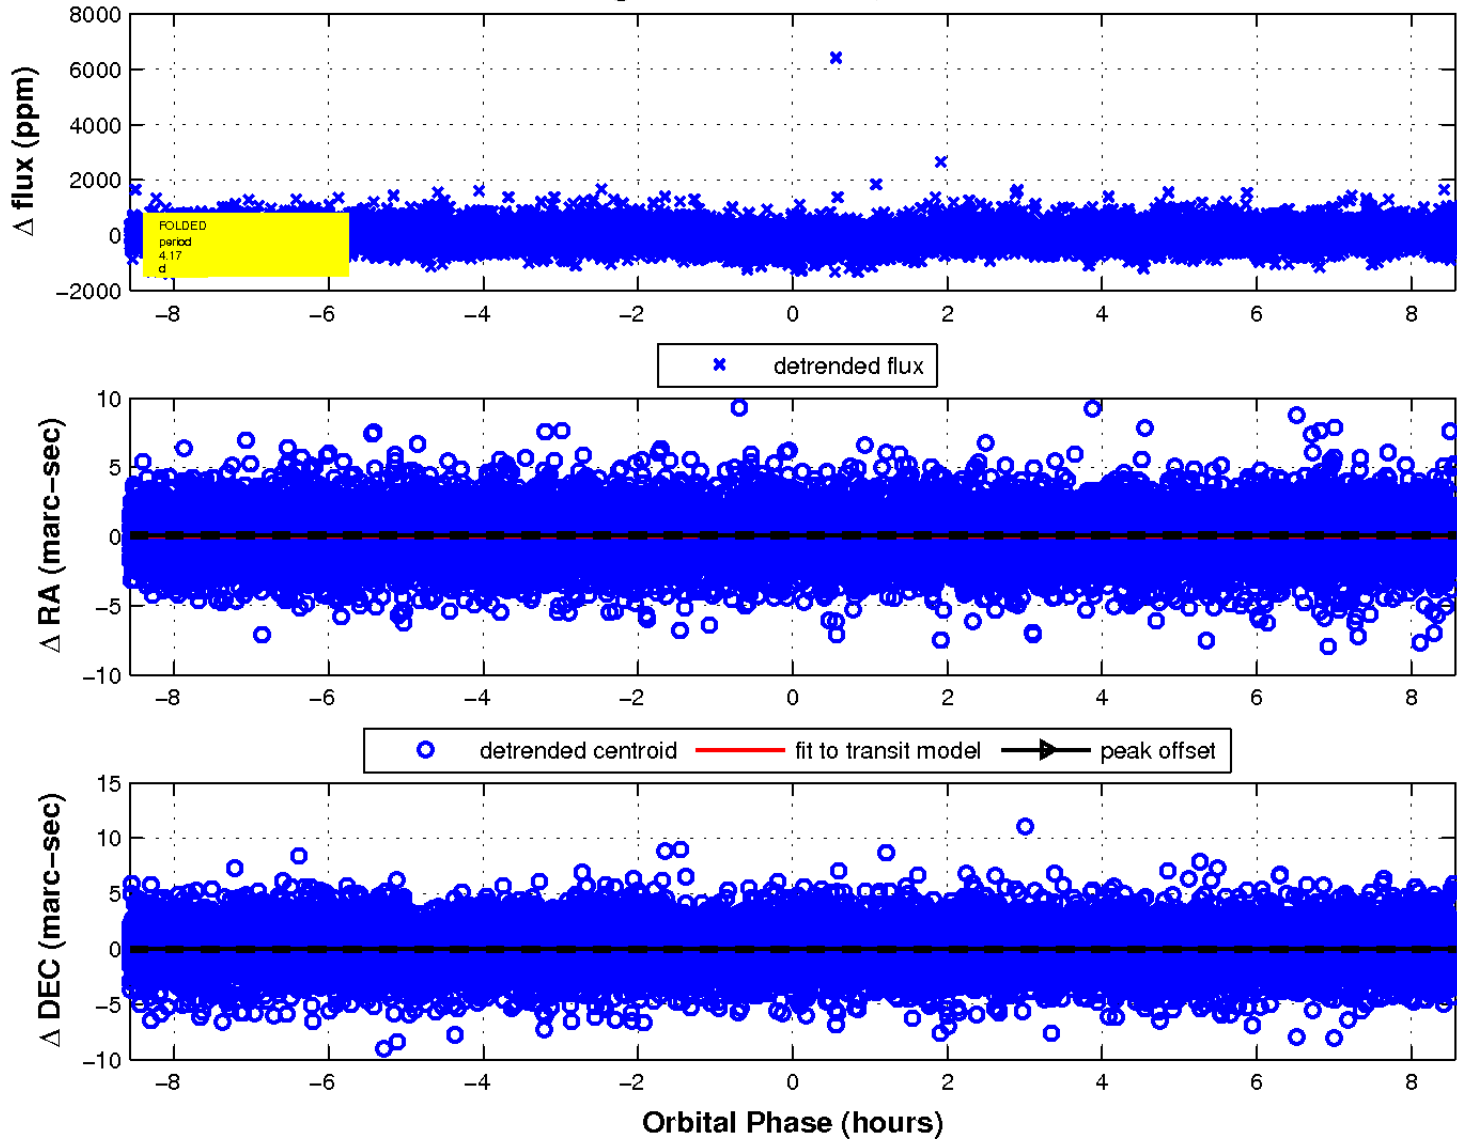 8000
6000
4000
2000
0
−2000
Δ flux (ppm)
FOLDED
period
4.17
d
−8 −6 −4 −2 0 2 4 6 8
detrended flux
10
5
0
−5
−10
Δ RA (marc−sec)
−8 −6 −4 −2 0 2 4 6 8
detrended centroid fit to transit model peak offset
15
10
5
0
−5
−10
Δ DEC (marc−sec)
−8 −6 −4 −2 0 2 4 6 8
Orbital Phase (hours)